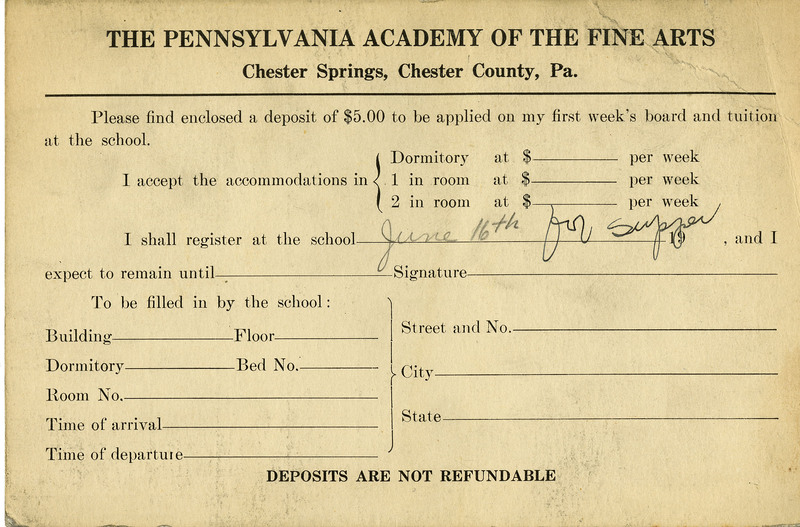 THE PENNSYLVANIA ACADEMY OF THE FINE ARTS
Chester Springs, Chester County, Pa.
Please find enclosed a deposit of $5.00 to be applied on my first week's board and tuition
at the school.
I accept the accommodations in
Dormitory at $ per week
1 in room at $ per week
2 in room at $ per week
I shall register at the school June 16th for supper 19 , and I
expect to remain until Signature
To be filled in by the school:
Building Floor
Dormitory Bed No.
Room No.
Time of arrival
Time of departure
Street and No.
City
State
DEPOSITS ARE NOT REFUNDABLE